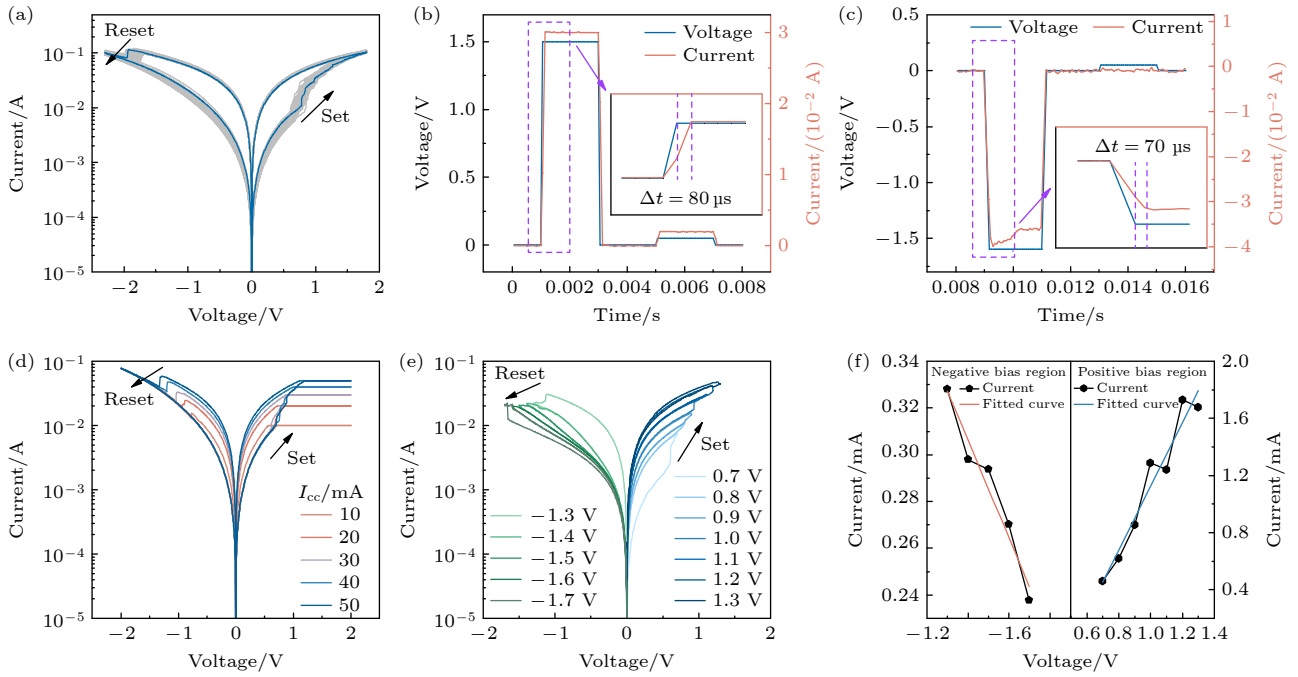 (a)
Reset
Set
10⁻¹
10⁻²
10⁻³
10⁻⁴
10⁻⁵
Current/A
−2
−1
0
1
2
Voltage/V
(b)
Voltage
Current
1.5
1.0
0.5
0
Voltage/V
3
2
1
0
Current/(10⁻² A)
Δt = 80 μs
0
0.002
0.004
0.006
0.008
Time/s
(c)
Voltage
Current
0.5
0
−0.5
−1.0
−1.5
Voltage/V
1
0
−1
−2
−3
−4
Current/(10⁻² A)
Δt = 70 μs
0.008
0.010
0.012
0.014
0.016
Time/s
(d)
Reset
Set
10⁻¹
10⁻²
10⁻³
10⁻⁴
10⁻⁵
Current/A
I_cc/mA
10
20
30
40
50
−2
−1
0
1
2
Voltage/V
(e)
Reset
Set
10⁻¹
10⁻²
10⁻³
10⁻⁴
10⁻⁵
Current/A
−1.3 V
−1.4 V
−1.5 V
−1.6 V
−1.7 V
0.7 V
0.8 V
0.9 V
1.0 V
1.1 V
1.2 V
1.3 V
−2
−1
0
1
2
Voltage/V
(f)
Negative bias region
Current
Fitted curve
Positive bias region
Current
Fitted curve
0.34
0.32
0.30
0.28
0.26
0.24
Current/mA
2.0
1.6
1.2
0.8
0.4
Current/mA
−1.2
−1.6
0.6
1.0
1.2
1.4
Voltage/V